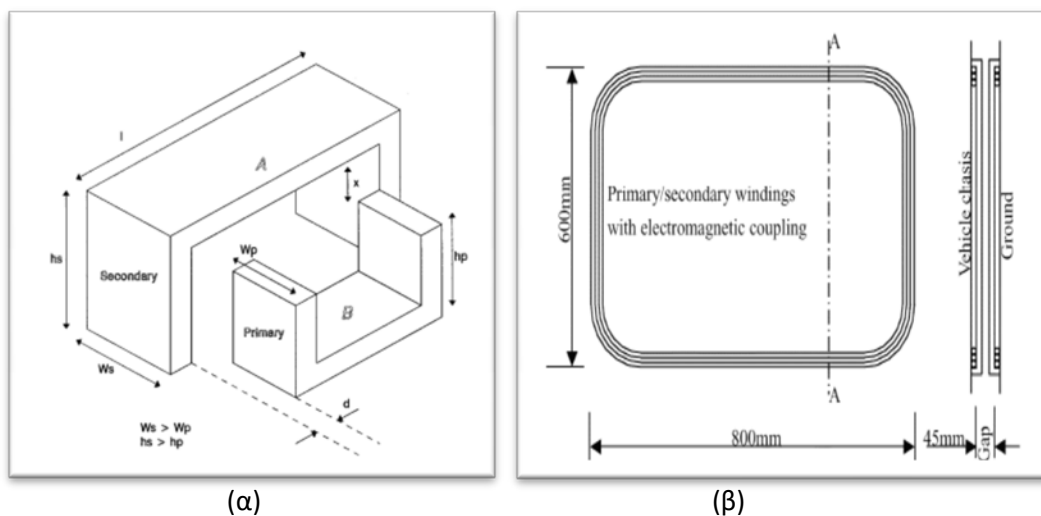 l
A
x
hs
Wp
hp
Secondary
B
Primary
Ws
d
Ws > Wp
hs > hp
(α)
A
600mm
Primary/secondary windings
with electromagnetic coupling
Vehicle chasis
Ground
A
800mm
45mm
Gap
(β)